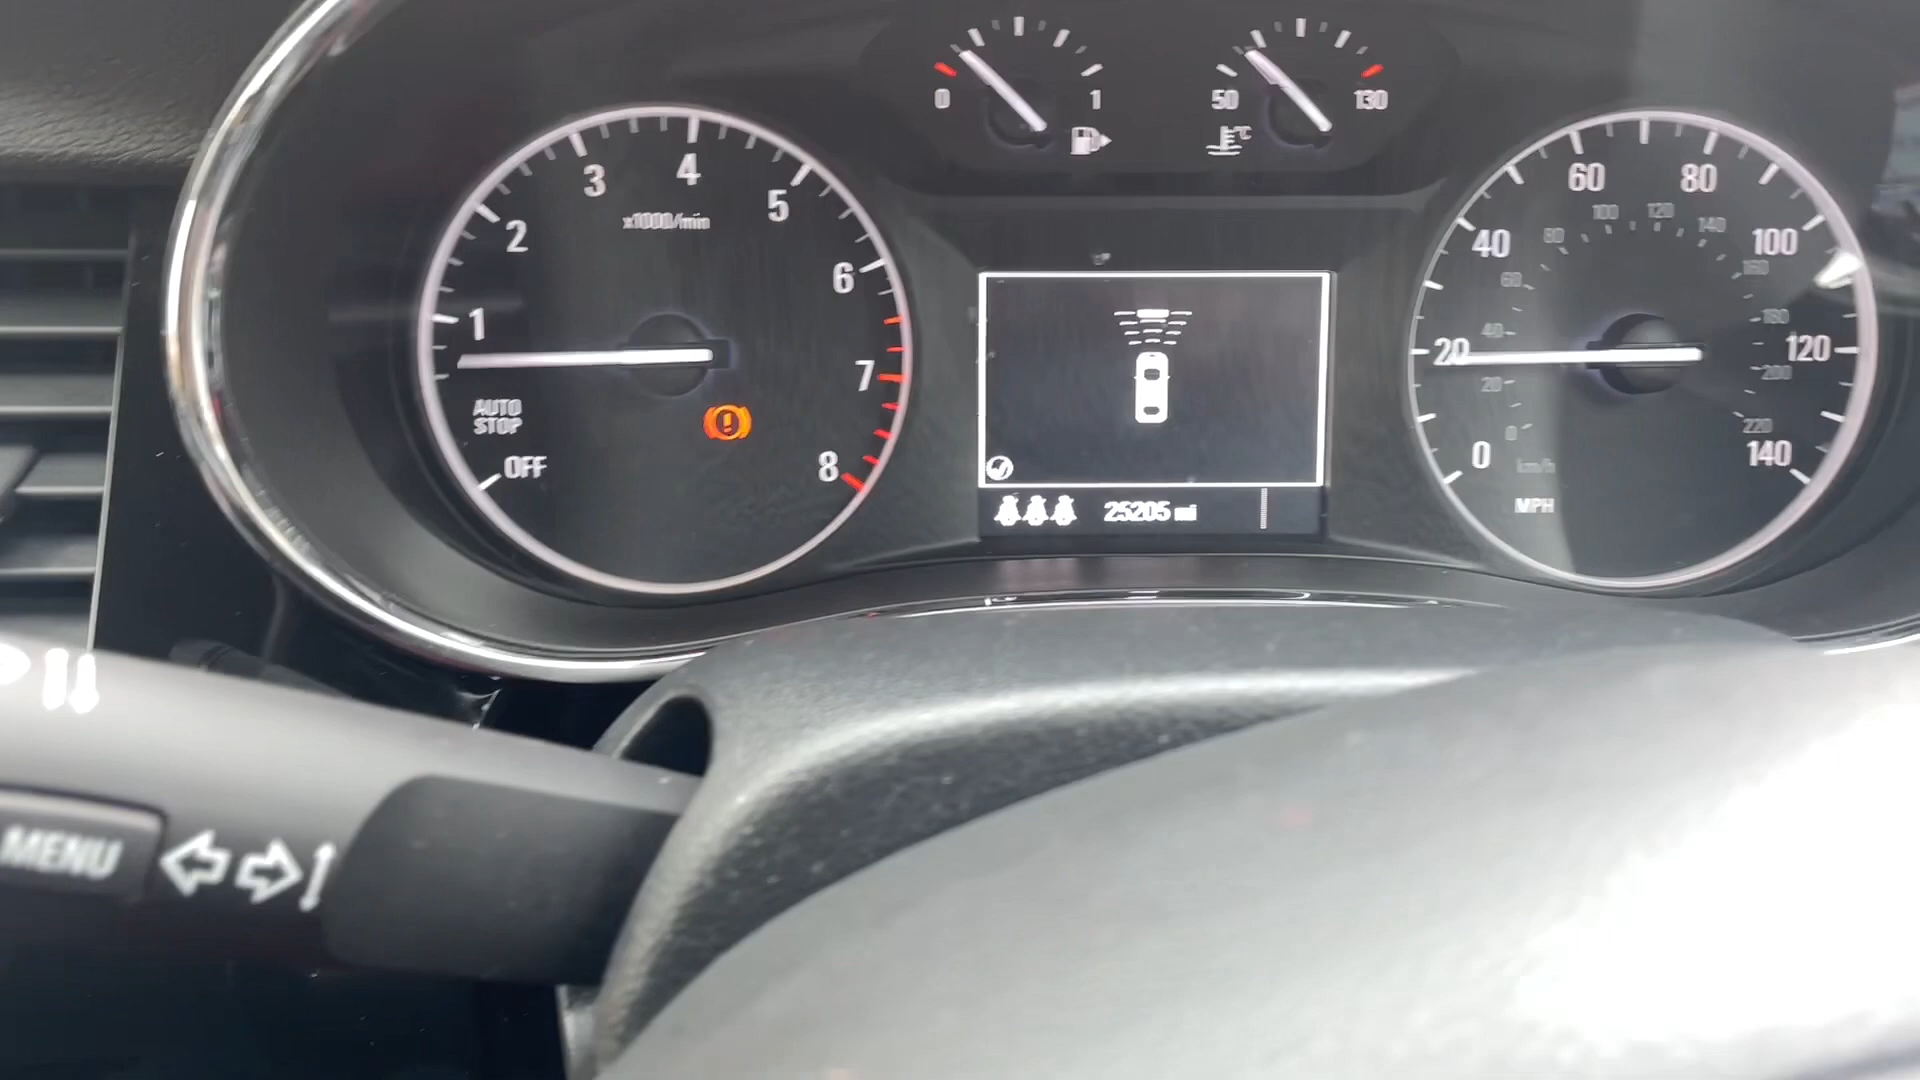 0 1
50 130
°C
1 2 3 4 5 6 7 8
x1000/min
AUTO
STOP
OFF
25205 mi
0 20 40 60 80 100 120 140
0 20 40 60 80 100 120 140 160 180 200 220
km/h
MPH
MENU